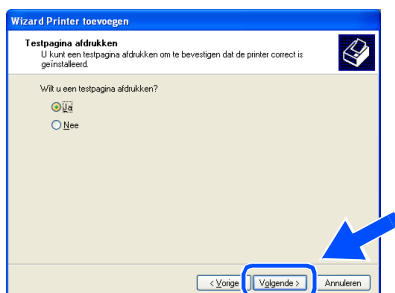 Wizard Printer toevoegen
Testpagina afdrukken
U kunt een testpagina afdrukken om te bevestigen dat de printer correct is
geïnstalleerd.
Wilt u een testpagina afdrukken?
Ja
Nee
< Vorige
Volgende >
Annuleren